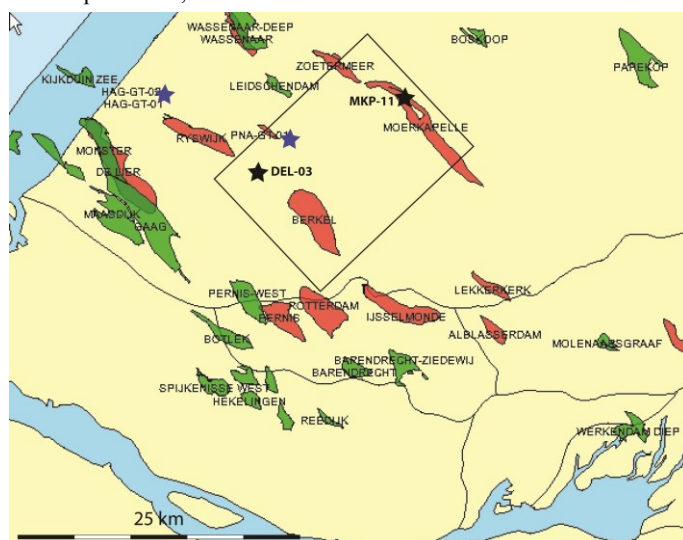 WASSENAAR-DEEP
WASSENAAR
BOSKOOP
ZOETERMEER
PAPEKOP
KIJKDUIN ZEE
LEIDSCHENDAM
HAG-GT-02
HAG-GT-01
MKP-11
MOERKAPELLE
RYSWIJK
PNA-GT-01
MONSTER
DE LIER
DEL-03
MAASDIJK
GAAG
BERKEL
PERNIS-WEST
LEKKERKERK
ROTTERDAM
PERNIS
IJSSELMONDE
ALBLASSERDAM
BOTLEK
MOLENAARSGRAAF
BARENDRECHT-ZIEDEWIJ
BARENDRECHT
SPIJKENISSE WEST
HEKELINGEN
REEDIJK
WERKENDAM DIEP
25 km